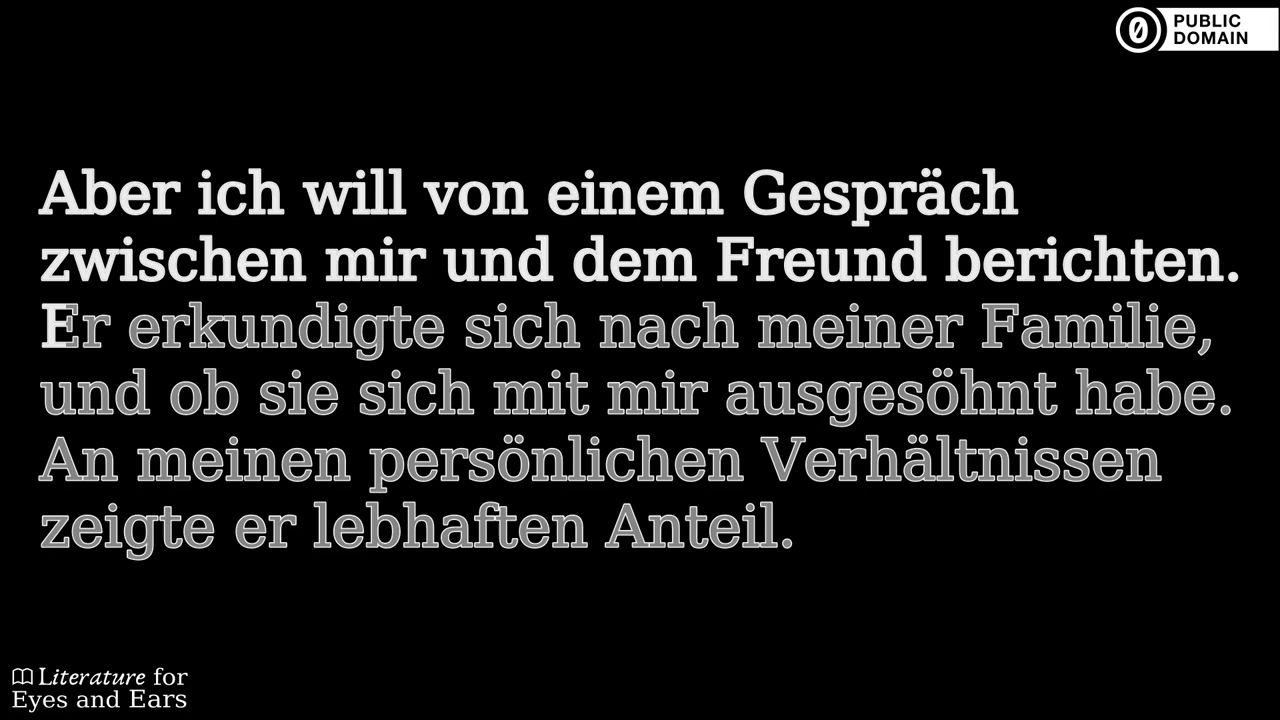 PUBLIC
DOMAIN
Aber ich will von einem Gespräch
zwischen mir und dem Freund berichten.
Er erkundigte sich nach meiner Familie,
und ob sie sich mit mir ausgesöhnt habe.
An meinen persönlichen Verhältnissen
zeigte er lebhaften Anteil.
Literature for
Eyes and Ears